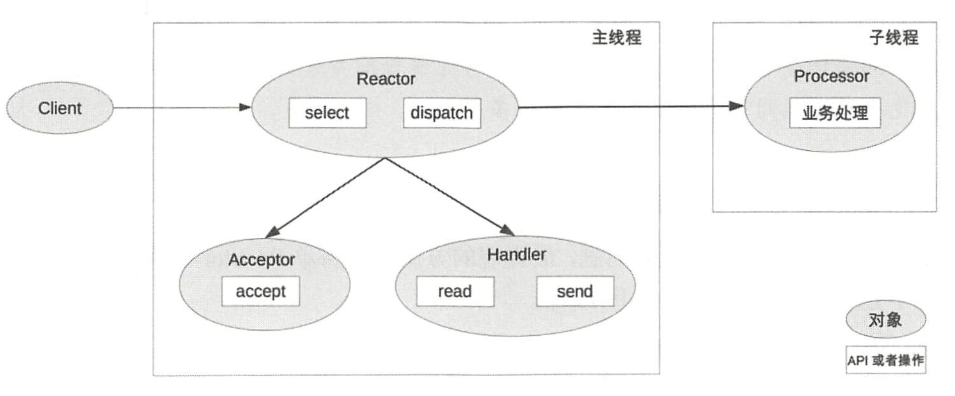 主线程
子线程
Client
Reactor
select
dispatch
Processor
业务处理
Acceptor
accept
Handler
read
send
对象
API 或者操作